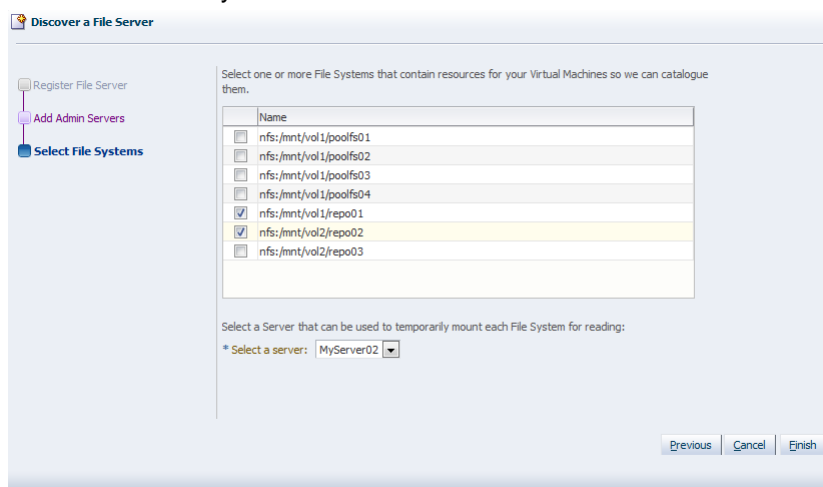 Discover a File Server
Register File Server
Add Admin Servers
Select File Systems
Select one or more File Systems that contain resources for your Virtual Machines so we can catalogue
them.
Name
nfs:/mnt/vol1/poolfs01
nfs:/mnt/vol1/poolfs02
nfs:/mnt/vol1/poolfs03
nfs:/mnt/vol1/poolfs04
nfs:/mnt/vol1/repo01
nfs:/mnt/vol2/repo02
nfs:/mnt/vol2/repo03
Select a Server that can be used to temporarily mount each File System for reading:
* Select a server: MyServer02
Previous Cancel Finish